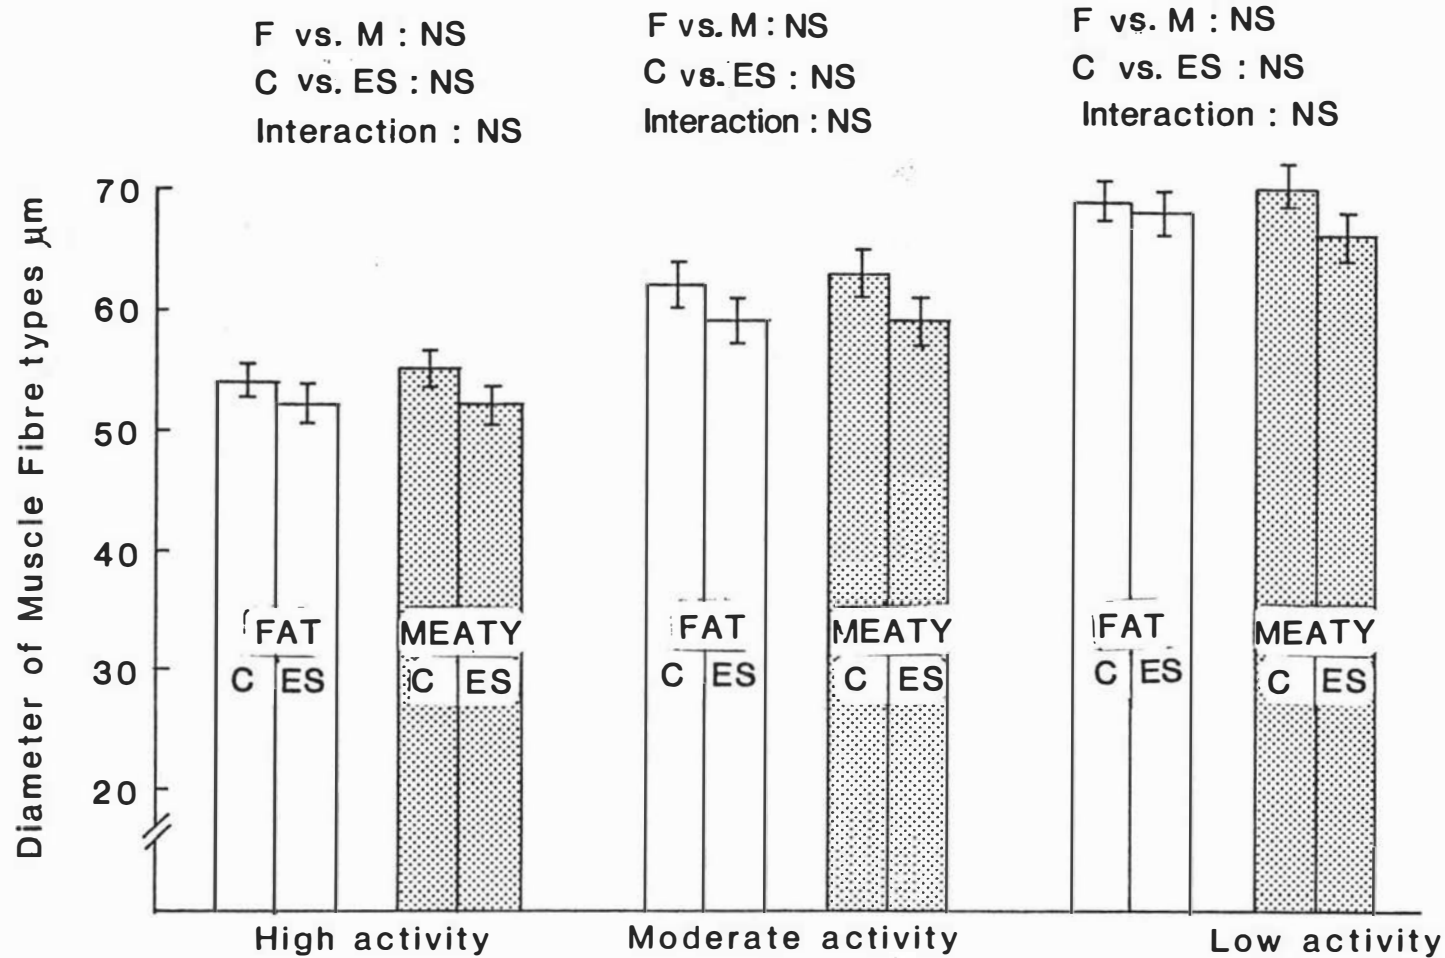 F vs. M : NS
C vs. ES : NS
Interaction : NS
F vs. M : NS
C vs. ES : NS
Interaction : NS
F vs. M : NS
C vs. ES : NS
Interaction : NS
Diameter of Muscle Fibre types µm
70
60
50
40
30
20
FAT
C ES
MEATY
C ES
FAT
C ES
MEATY
C ES
FAT
C ES
MEATY
C ES
High activity
Moderate activity
Low activity